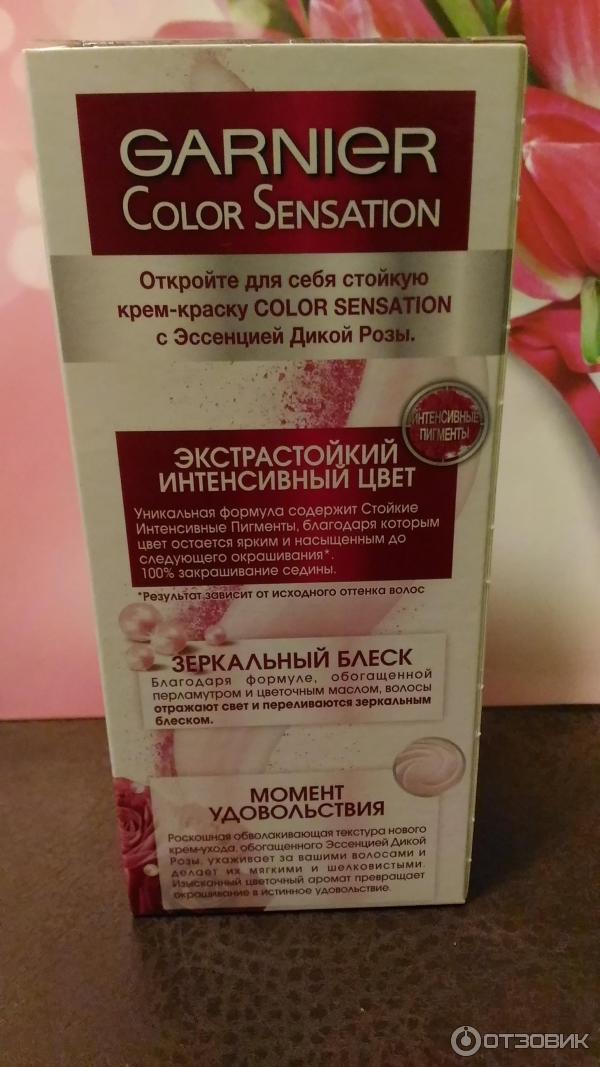 GARNIER
COLOR SENSATION
Откройте для себя стойкую
крем-краску COLOR SENSATION
с Эссенцией Дикой Розы.
ИНТЕНСИВНЫЕ
ПИГМЕНТЫ
ЭКСТРАСТОЙКИЙ
ИНТЕНСИВНЫЙ ЦВЕТ
Уникальная формула содержит Стойкие
Интенсивные Пигменты, благодаря которым
цвет остается ярким и насыщенным до
следующего окрашивания*.
100% закрашивание седины.
*Результат зависит от исходного оттенка волос
ЗЕРКАЛЬНЫЙ БЛЕСК
Благодаря формуле, обогащенной
перламутром и цветочным маслом, волосы
отражают свет и переливаются зеркальным
блеском.
МОМЕНТ
УДОВОЛЬСТВИЯ
Роскошная обволакивающая текстура нового
крем-ухода, обогащенного Эссенцией Дикой
Розы, ухаживает за вашими волосами и
делает их мягкими и шелковистыми.
Изысканный цветочный аромат превращает
окрашивание в истинное удовольствие.
ОТЗОВИК